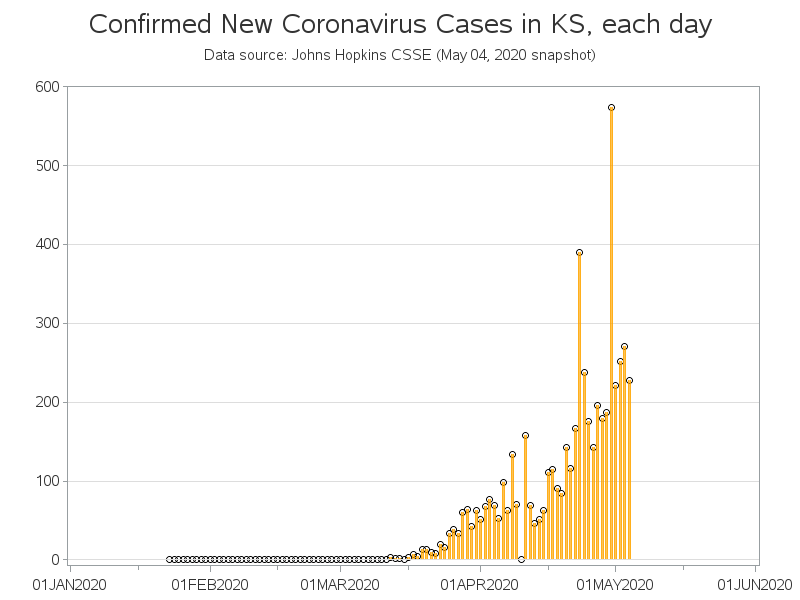 Confirmed New Coronavirus Cases in KS, each day
Data source: Johns Hopkins CSSE (May 04, 2020 snapshot)
600
500
400
300
200
100
0
01JAN2020 01FEB2020 01MAR2020 01APR2020 01MAY2020 01JUN2020